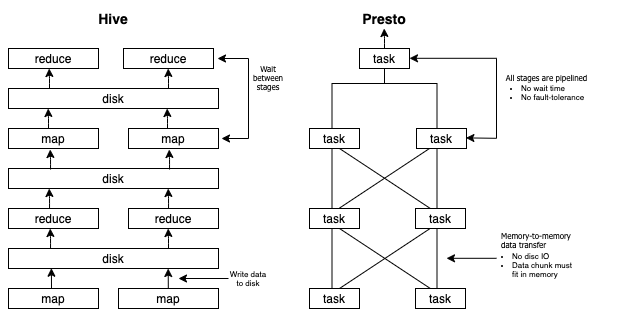 Hive
Presto
reduce
reduce
task
Wait
between
stages
All stages are pipelined
• No wait time
• No fault-tolerance
disk
map
map
task
task
disk
reduce
reduce
task
task
Memory-to-memory
data transfer
• No disc IO
• Data chunk must
fit in memory
disk
Write data
to disk
map
map
task
task